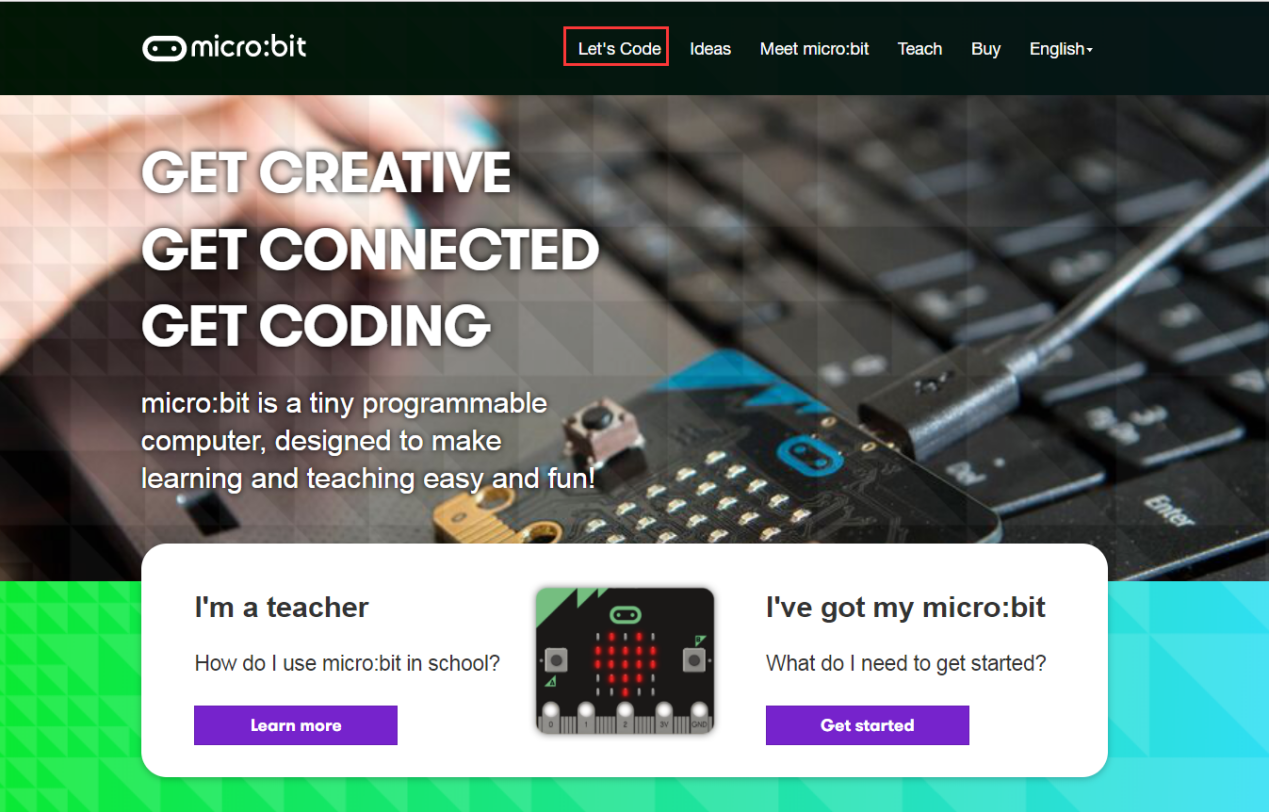 micro:bit
Let's Code Ideas Meet micro:bit Teach Buy English
GET CREATIVE
GET CONNECTED
GET CODING
micro:bit is a tiny programmable
computer, designed to make
learning and teaching easy and fun!
Enter
I'm a teacher
How do I use micro:bit in school?
Learn more
A
B
0 1 2 3V GND
I've got my micro:bit
What do I need to get started?
Get started